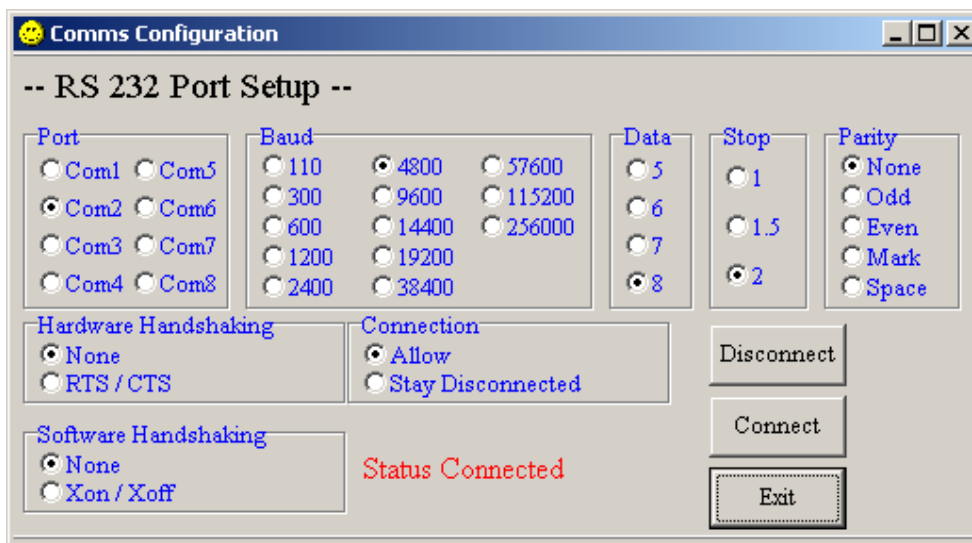 Comms Configuration
-- RS 232 Port Setup --
Port
Com1 Com5
Com2 Com6
Com3 Com7
Com4 Com8
Baud
110 4800 57600
300 9600 115200
600 14400 256000
1200 19200
2400 38400
Data
5
6
7
8
Stop
1
1.5
2
Parity
None
Odd
Even
Mark
Space
Hardware Handshaking
None
RTS / CTS
Connection
Allow
Stay Disconnected
Disconnect
Connect
Software Handshaking
None
Xon / Xoff
Status Connected
Exit